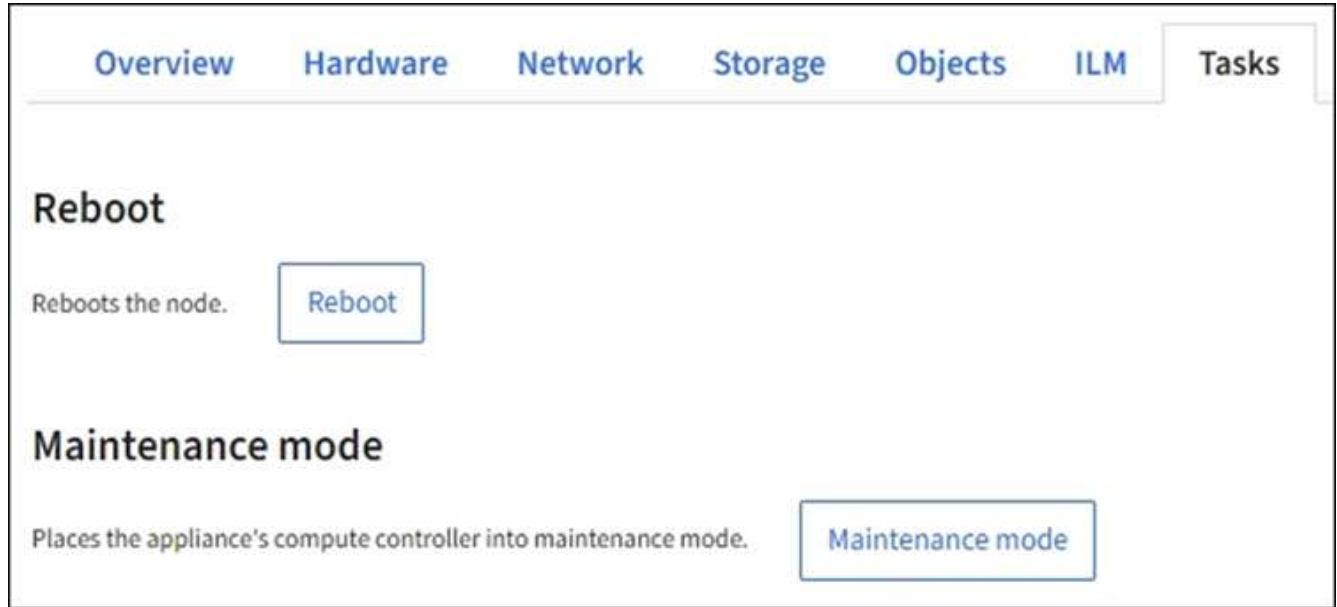 Overview Hardware Network Storage Objects ILM Tasks
Reboot
Reboots the node. Reboot
Maintenance mode
Places the appliance's compute controller into maintenance mode. Maintenance mode